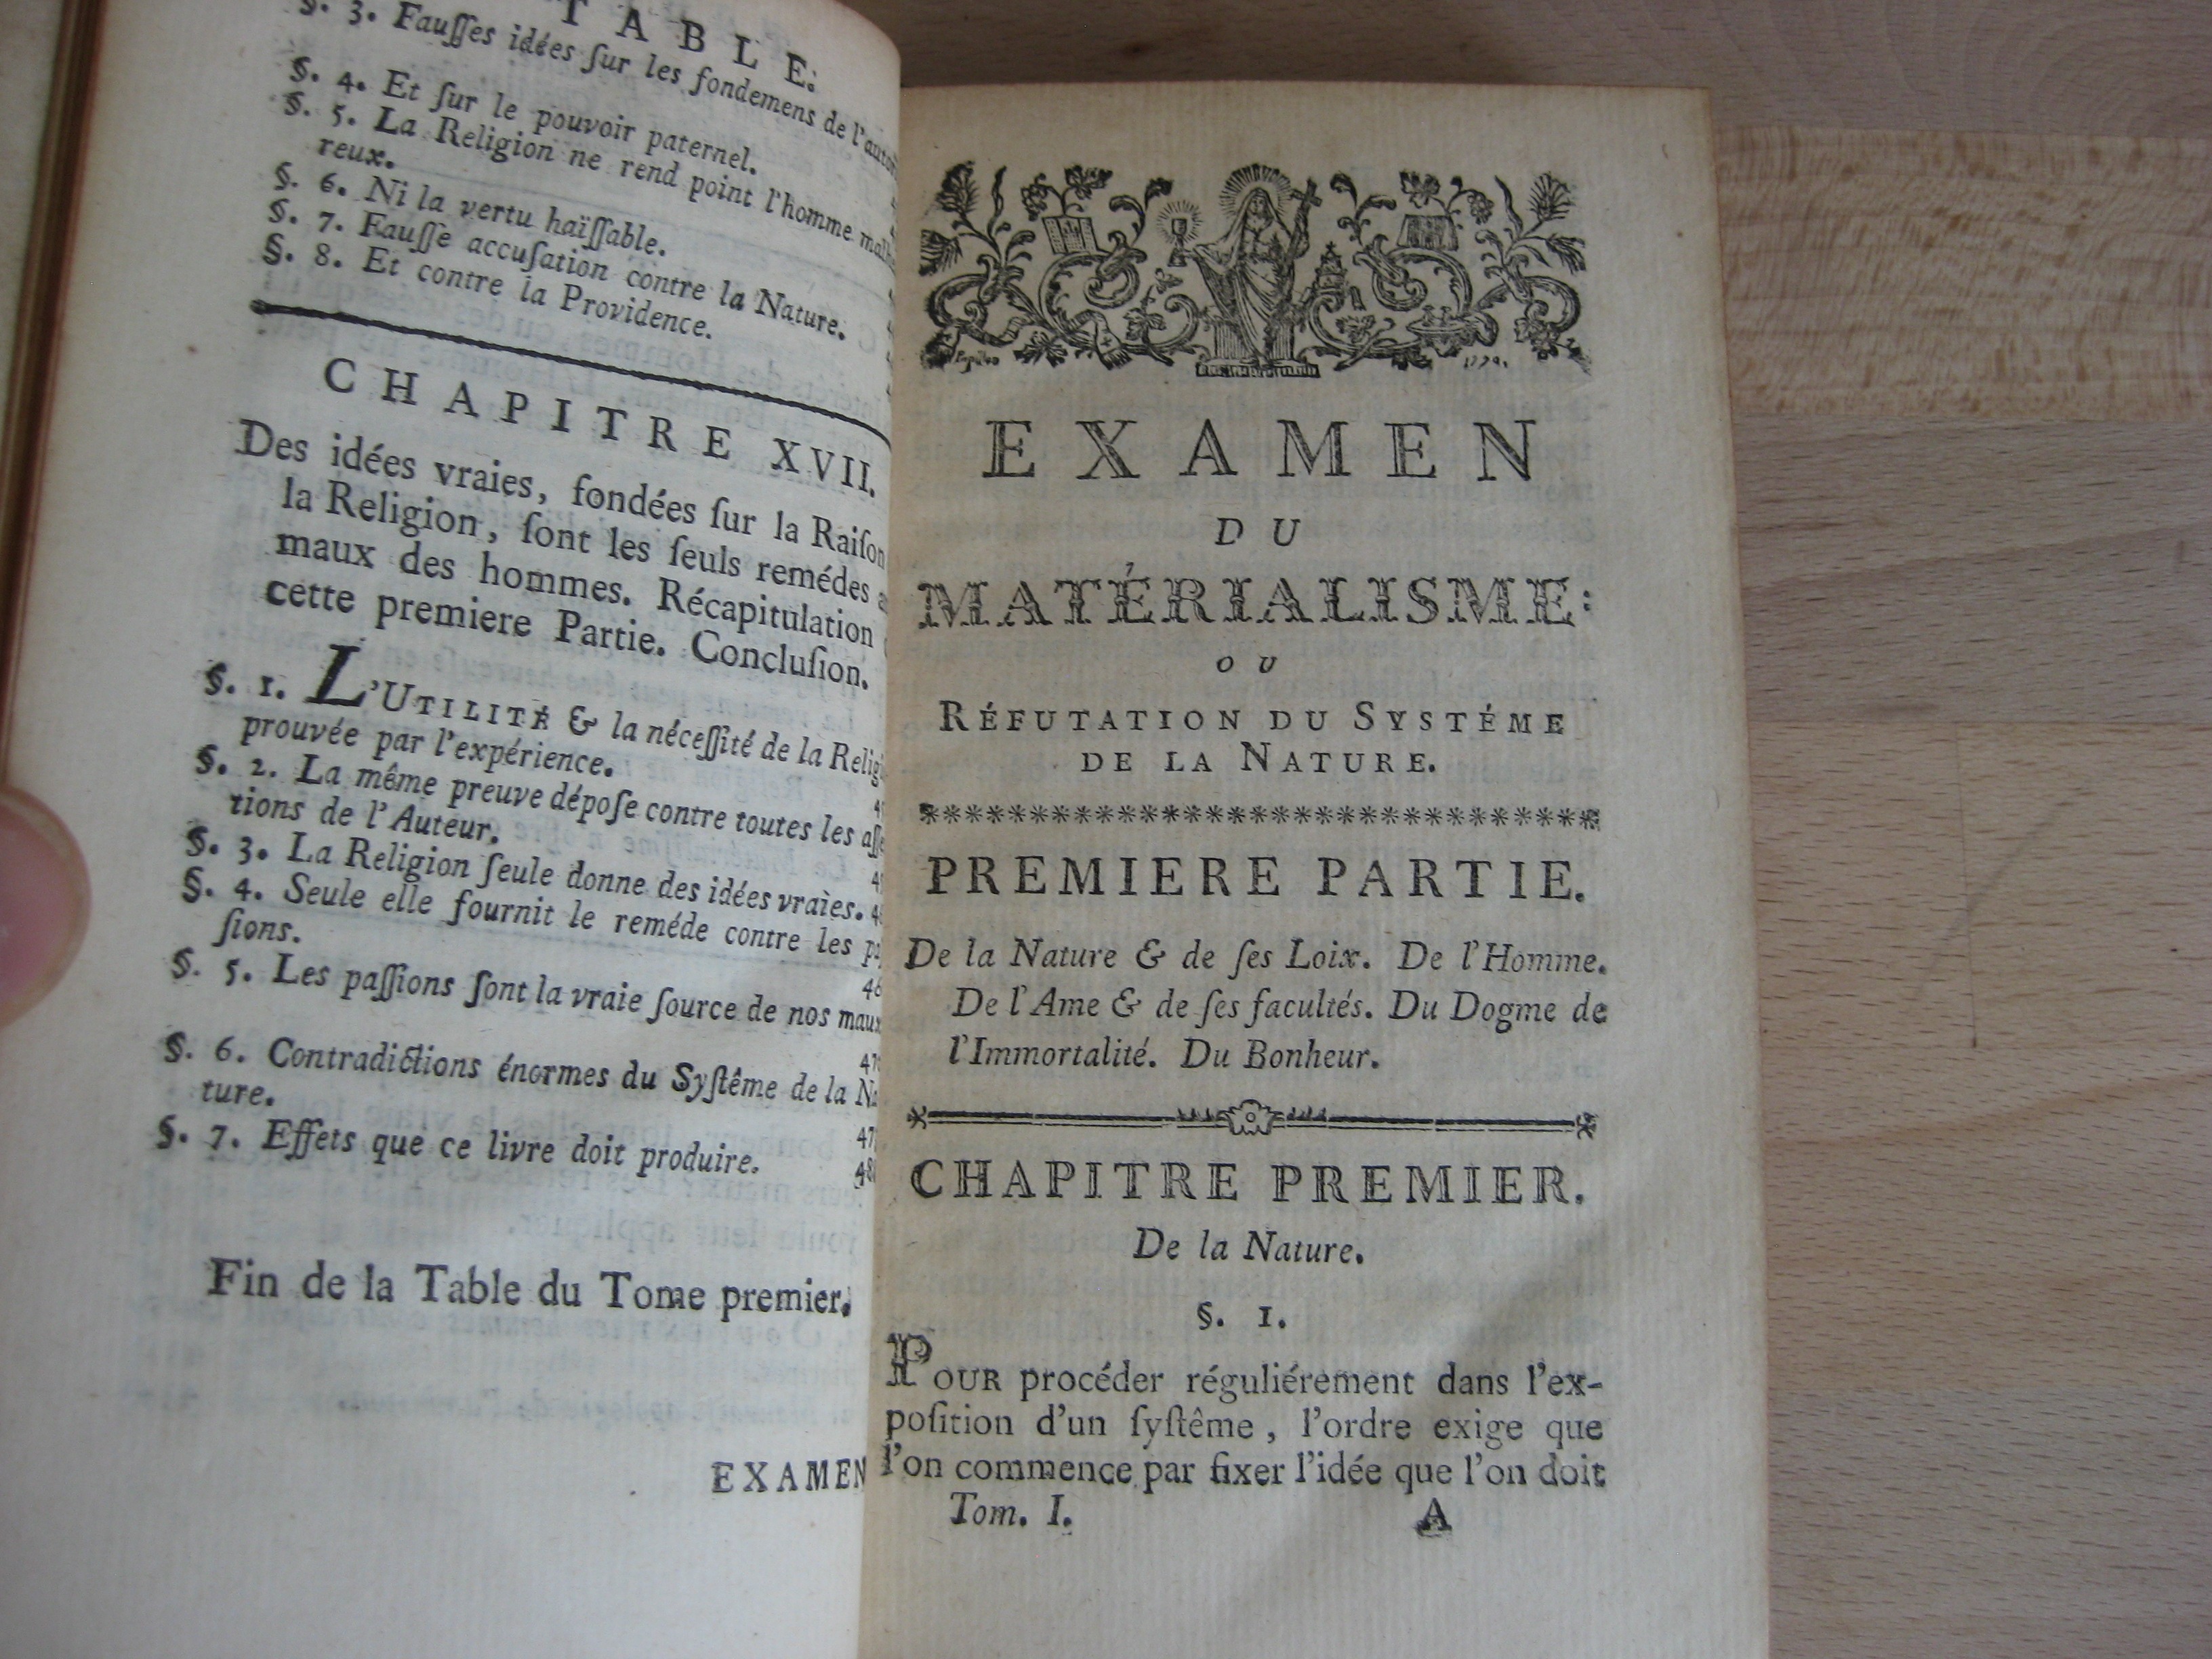 TABLE.
§. 3. Fauſſes idées ſur les fondemens de l'autori
§. 4. Et ſur le pouvoir paternel.
§. 5. La Religion ne rend point l'homme malh
reux.
§. 6. Ni la vertu haïſſable.
§. 7. Fauſſe accuſation contre la Nature.
§. 8. Et contre la Providence.
CHAPITRE XVII.
Des idées vraies, fondées ſur la Raiſon
la Religion, ſont les ſeuls remédes a
maux des hommes. Récapitulation
cette premiere Partie. Concluſion.
§. 1. L'UTILITÉ & la néceſſité de la Religi
prouvée par l'expérience.
§. 2. La même preuve dépoſe contre toutes les aſſe
tions de l'Auteur.
§. 3. La Religion ſeule donne des idées vraies.
§. 4. Seule elle fournit le reméde contre les pa
ſions.
§. 5. Les paſſions ſont la vraie ſource de nos maux
§. 6. Contradictions énormes du Syſtême de la Na
ture.
§. 7. Effets que ce livre doit produire.
Fin de la Table du Tome premier.
EXAMEN
Papillon 1770.
EXAMEN
DU
MATÉRIALISME:
OU
RÉFUTATION DU SYSTÉME
DE LA NATURE.
PREMIERE PARTIE.
De la Nature & de ſes Loix. De l'Homme.
De l'Ame & de ſes facultés. Du Dogme de
l'Immortalité. Du Bonheur.
CHAPITRE PREMIER.
De la Nature.
§. I.
POUR procéder réguliérement dans l'ex-
poſition d'un ſyſtême, l'ordre exige que
l'on commence par fixer l'idée que l'on doit
Tom. I. A